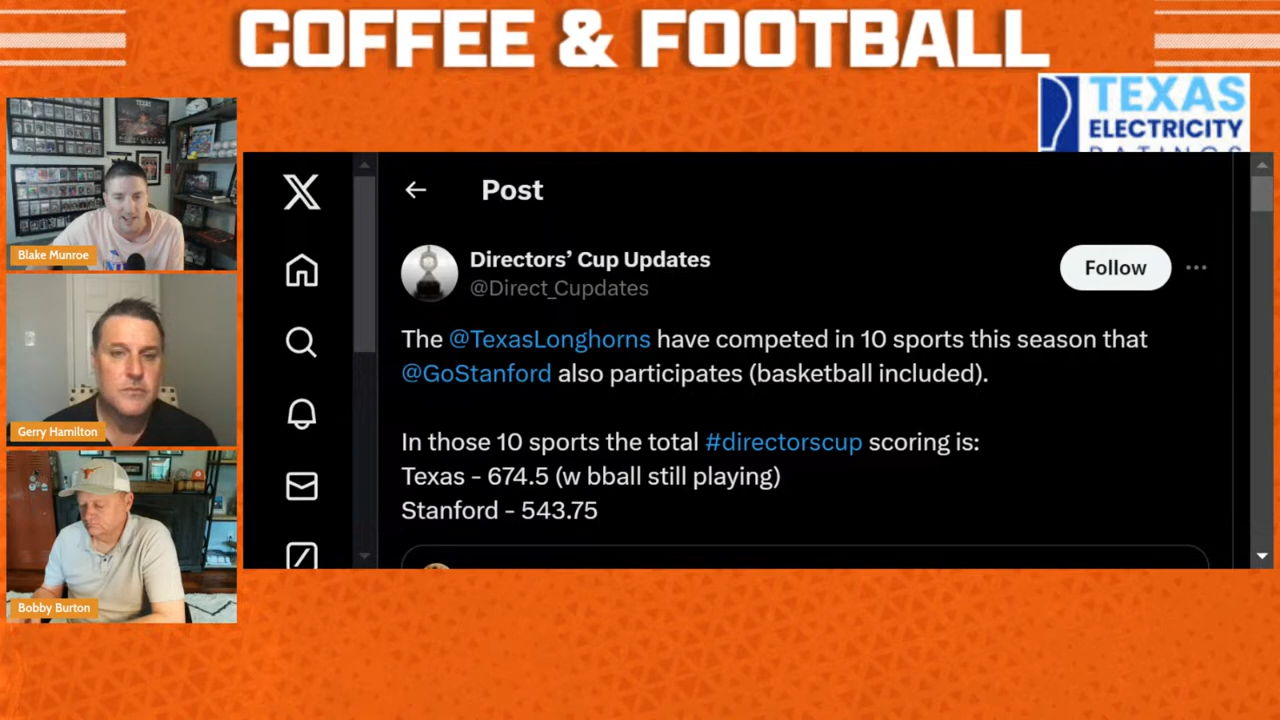 COFFEE & FOOTBALL
TEXAS
ELECTRICITY
RATINGS
Blake Munroe
Gerry Hamilton
Bobby Burton
Post
Directors’ Cup Updates
@Direct_Cupdates
Follow
The @TexasLonghorns have competed in 10 sports this season that
@GoStanford also participates (basketball included).
In those 10 sports the total #directorscup scoring is:
Texas - 674.5 (w bball still playing)
Stanford - 543.75